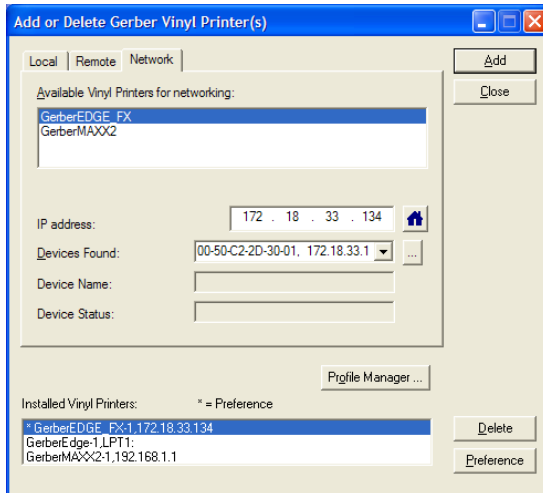 Add or Delete Gerber Vinyl Printer(s)
Local Remote Network
Add
Close
Available Vinyl Printers for networking:
GerberEDGE_FX
GerberMAXX2
IP address: 172 . 18 . 33 . 134
Devices Found: 00-50-C2-2D-30-01, 172.18.33.1 ...
Device Name:
Device Status:
Profile Manager ...
Installed Vinyl Printers: * = Preference
* GerberEDGE_FX-1,172.18.33.134
GerberEdge-1,LPT1:
GerberMAXX2-1,192.168.1.1
Delete
Preference